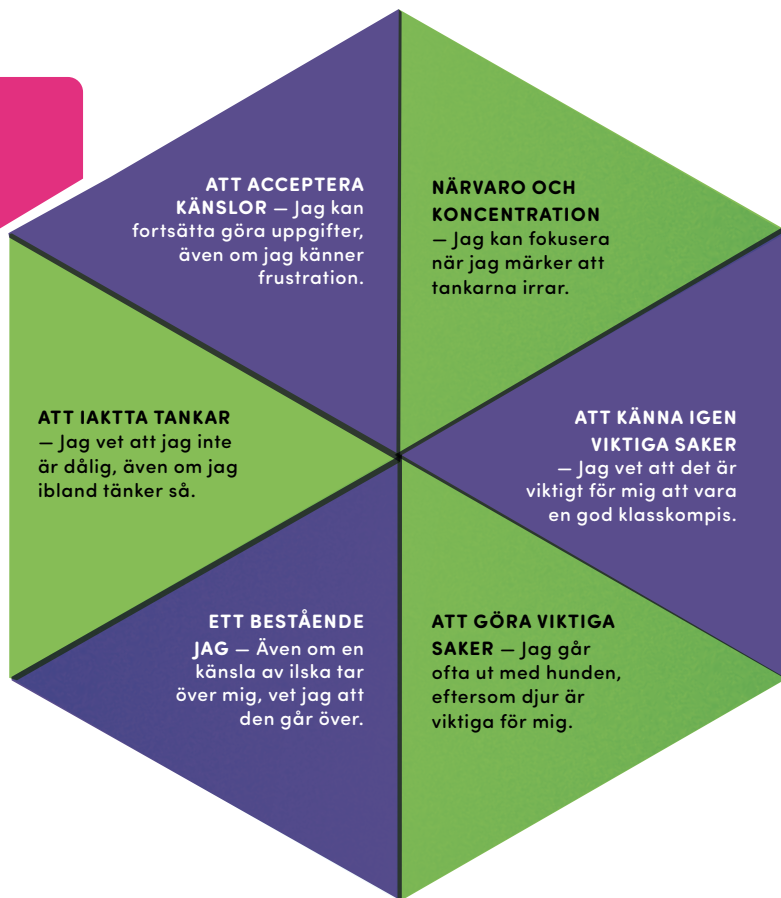 ATT ACCEPTERA
KÄNSLOR — Jag kan
fortsätta göra uppgifter,
även om jag känner
frustration.
NÄRVARO OCH
KONCENTRATION
— Jag kan fokusera
när jag märker att
tankarna irrar.
ATT IAKTTA TANKAR
— Jag vet att jag inte
är dålig, även om jag
ibland tänker så.
ATT KÄNNA IGEN
VIKTIGA SAKER
— Jag vet att det är
viktigt för mig att vara
en god klasskompis.
ETT BESTÅENDE
JAG — Även om en
känsla av ilska tar
över mig, vet jag att
den går över.
ATT GÖRA VIKTIGA
SAKER — Jag går
ofta ut med hunden,
eftersom djur är
viktiga för mig.